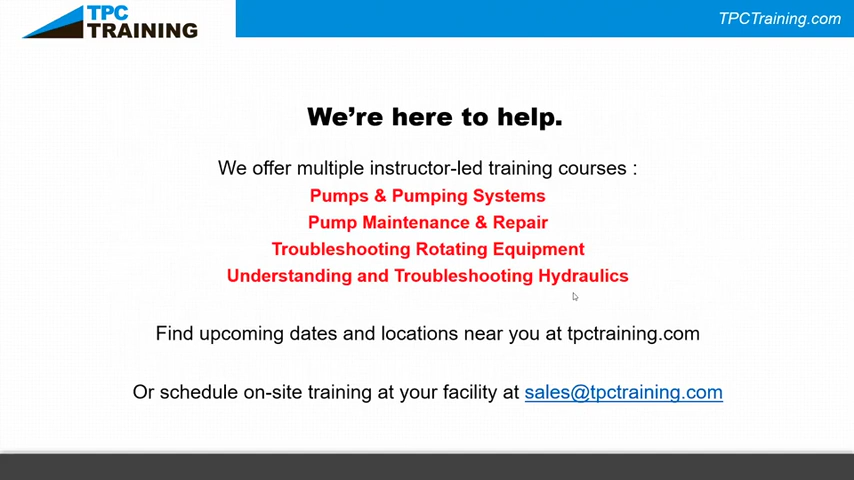 TPC
TRAINING
TPCTraining.com
We're here to help.
We offer multiple instructor-led training courses :
Pumps & Pumping Systems
Pump Maintenance & Repair
Troubleshooting Rotating Equipment
Understanding and Troubleshooting Hydraulics
Find upcoming dates and locations near you at tpctraining.com
Or schedule on-site training at your facility at sales@tpctraining.com